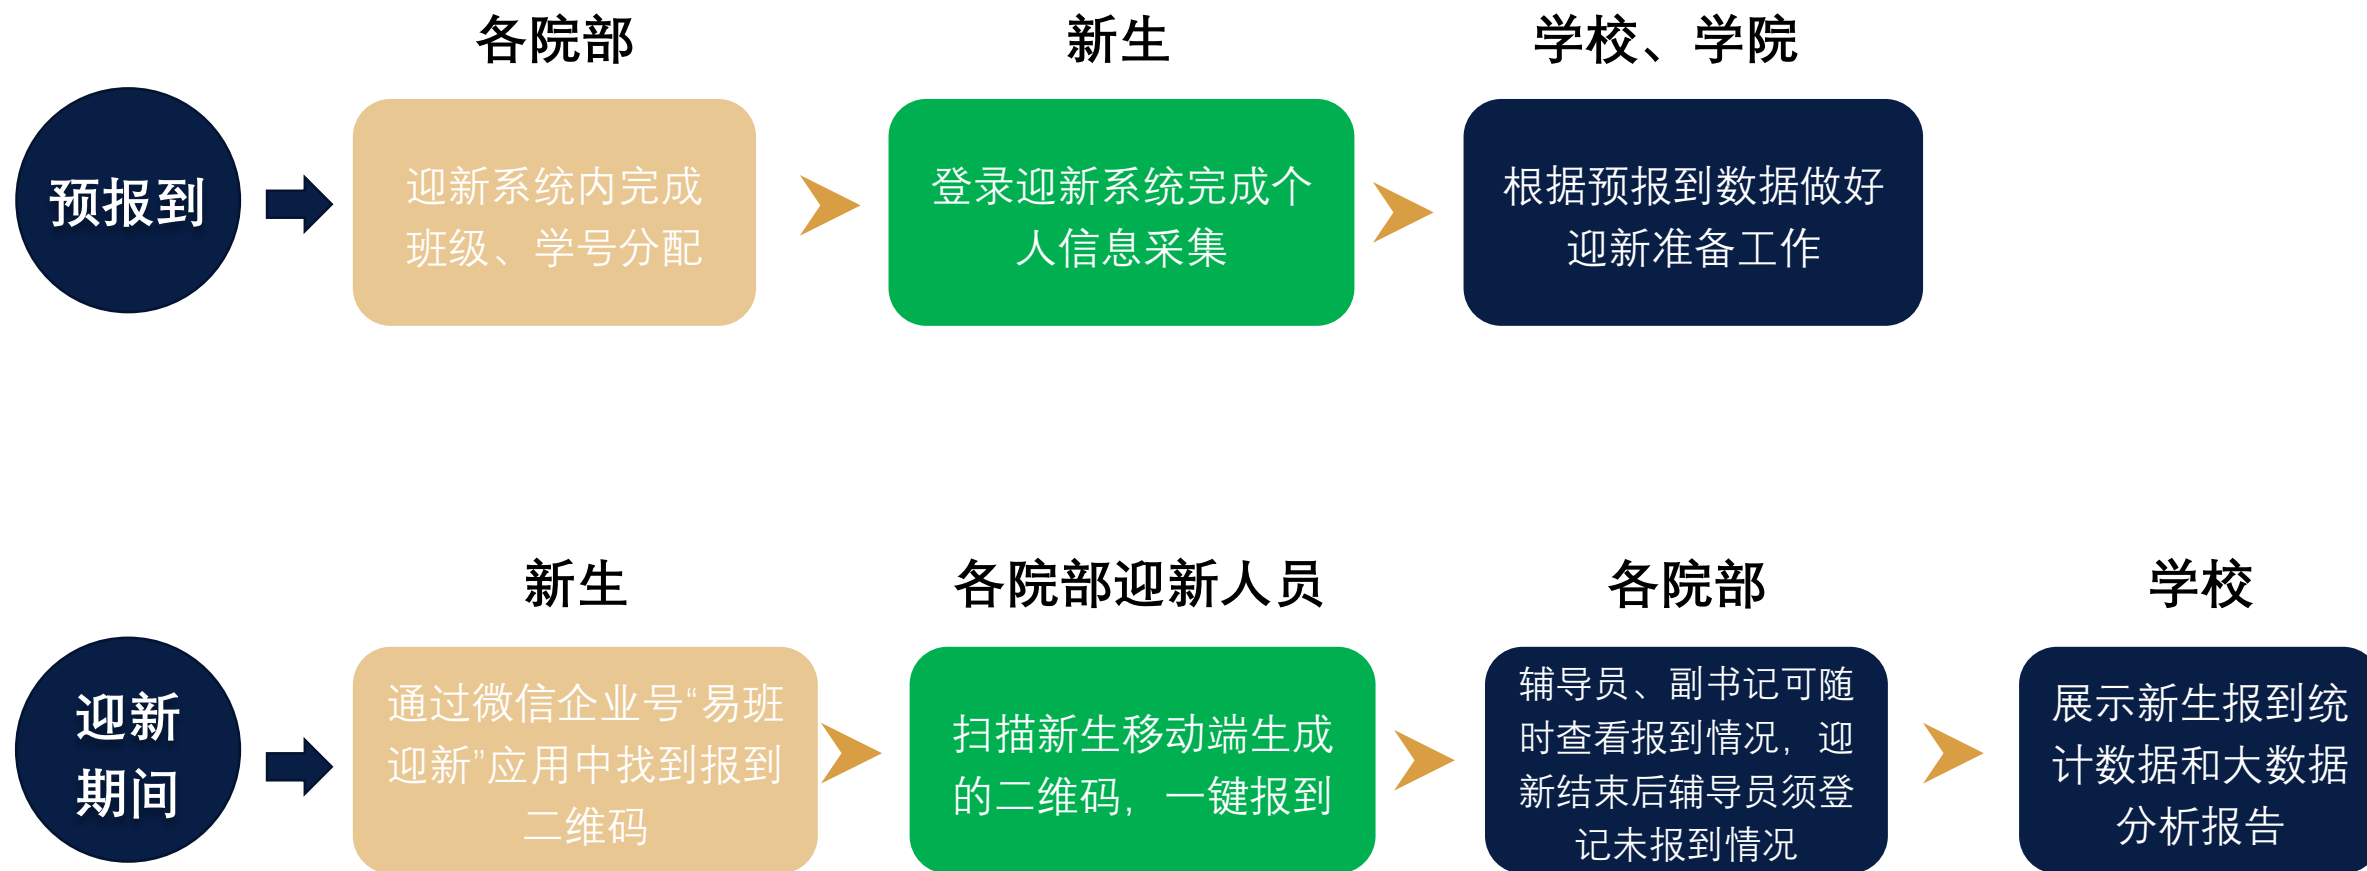 各院部
新生
学校、学院
预报到
迎新系统内完成
班级、学号分配
登录迎新系统完成个
人信息采集
根据预报到数据做好
迎新准备工作
新生
各院部迎新人员
各院部
学校
迎新
期间
通过微信企业号“易班
迎新”应用中找到报到
二维码
扫描新生移动端生成
的二维码，一键报到
辅导员、副书记可随
时查看报到情况，迎
新结束后辅导员须登
记未报到情况
展示新生报到统
计数据和大数据
分析报告